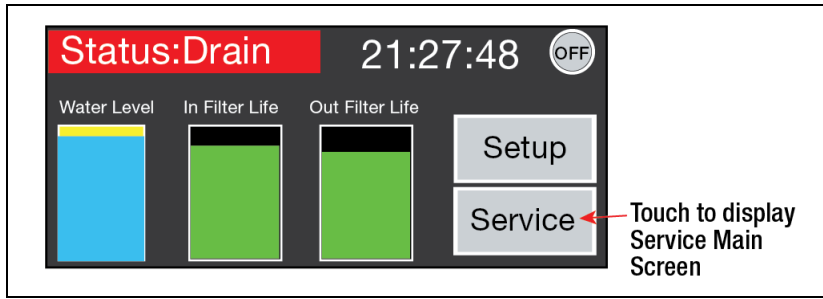 Status:Drain 21:27:48 OFF
Water Level In Filter Life Out Filter Life
Setup
Service
Touch to display
Service Main
Screen